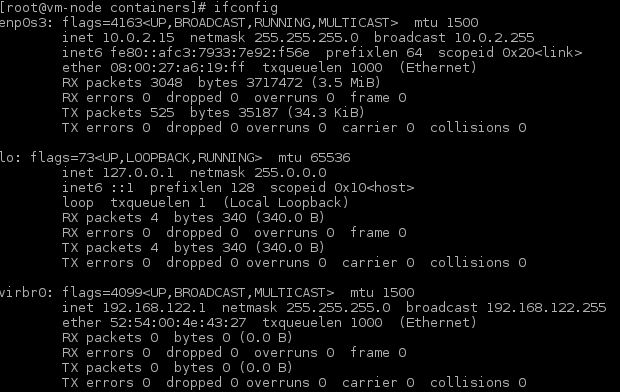 [root@vm-node containers]# ifconfig
enp0s3: flags=4163<UP,BROADCAST,RUNNING,MULTICAST>  mtu 1500
        inet 10.0.2.15  netmask 255.255.255.0  broadcast 10.0.2.255
        inet6 fe80::afc3:7933:7e92:f56e  prefixlen 64  scopeid 0x20<link>
        ether 08:00:27:a6:19:ff  txqueuelen 1000  (Ethernet)
        RX packets 3048  bytes 3717472 (3.5 MiB)
        RX errors 0  dropped 0  overruns 0  frame 0
        TX packets 525  bytes 35187 (34.3 KiB)
        TX errors 0  dropped 0 overruns 0  carrier 0  collisions 0

lo: flags=73<UP,LOOPBACK,RUNNING>  mtu 65536
        inet 127.0.0.1  netmask 255.0.0.0
        inet6 ::1  prefixlen 128  scopeid 0x10<host>
        loop  txqueuelen 1  (Local Loopback)
        RX packets 4  bytes 340 (340.0 B)
        RX errors 0  dropped 0  overruns 0  frame 0
        TX packets 4  bytes 340 (340.0 B)
        TX errors 0  dropped 0 overruns 0  carrier 0  collisions 0

virbr0: flags=4099<UP,BROADCAST,MULTICAST>  mtu 1500
        inet 192.168.122.1  netmask 255.255.255.0  broadcast 192.168.122.255
        ether 52:54:00:4e:43:27  txqueuelen 1000  (Ethernet)
        RX packets 0  bytes 0 (0.0 B)
        RX errors 0  dropped 0  overruns 0  frame 0
        TX packets 0  bytes 0 (0.0 B)
        TX errors 0  dropped 0 overruns 0  carrier 0  collisions 0